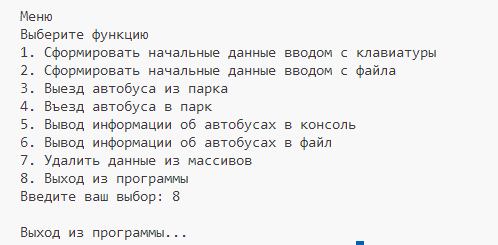 Меню
Выберите функцию
1. Сформировать начальные данные вводом с клавиатуры
2. Сформировать начальные данные вводом с файла
3. Выезд автобуса из парка
4. Въезд автобуса в парк
5. Вывод информации об автобусах в консоль
6. Вывод информации об автобусах в файл
7. Удалить данные из массивов
8. Выход из программы
Введите ваш выбор: 8
Выход из программы...